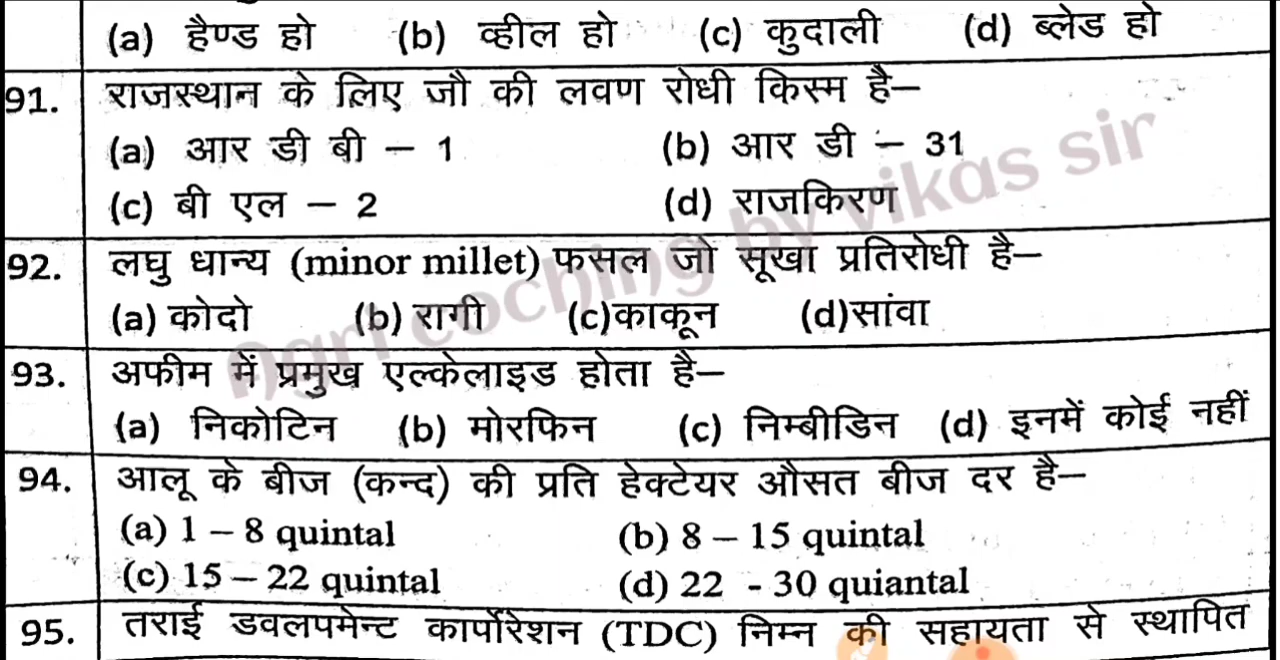 (a) हैण्ड हो (b) व्हील हो (c) कुदाली (d) ब्लेड हो
91. राजस्थान के लिए जौ की लवण रोधी किस्म है–
(a) आर डी बी – 1 (b) आर डी – 31
(c) बी एल – 2 (d) राजकिरण
92. लघु धान्य (minor millet) फसल जो सूखा प्रतिरोधी है–
(a) कोदो (b) रागी (c)काकून (d)सांवा
93. अफीम में प्रमुख एल्केलाइड होता है–
(a) निकोटिन (b) मोरफिन (c) निम्बीडिन (d) इनमें कोई नहीं
94. आलू के बीज (कन्द) की प्रति हेक्टेयर औसत बीज दर है–
(a) 1 – 8 quintal (b) 8 – 15 quintal
(c) 15 – 22 quintal (d) 22 - 30 quiantal
95. तराई डवलपमेन्ट कार्पोरेशन (TDC) निम्न की सहायता से स्थापित
Agri coching by vikas sir